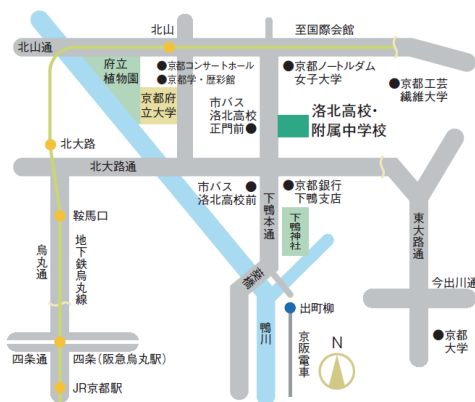 北山
至国際会館
北山通
府立
植物園
●京都コンサートホール
●京都学・歴彩館
京都府
立大学
●京都ノートルダム
女子大学
●京都工芸
繊維大学
市バス
洛北高校
正門前●
洛北高校・
附属中学校
北大路
北大路通
市バス
洛北高校前
●京都銀行
下鴨支店
鞍馬口
下鴨本通
下鴨神社
東大路通
烏丸通
地下鉄烏丸線
葵橋
今出川通
出町柳
鴨川
京阪電車
N
●京都
大学
四条通
四条(阪急烏丸駅)
JR京都駅